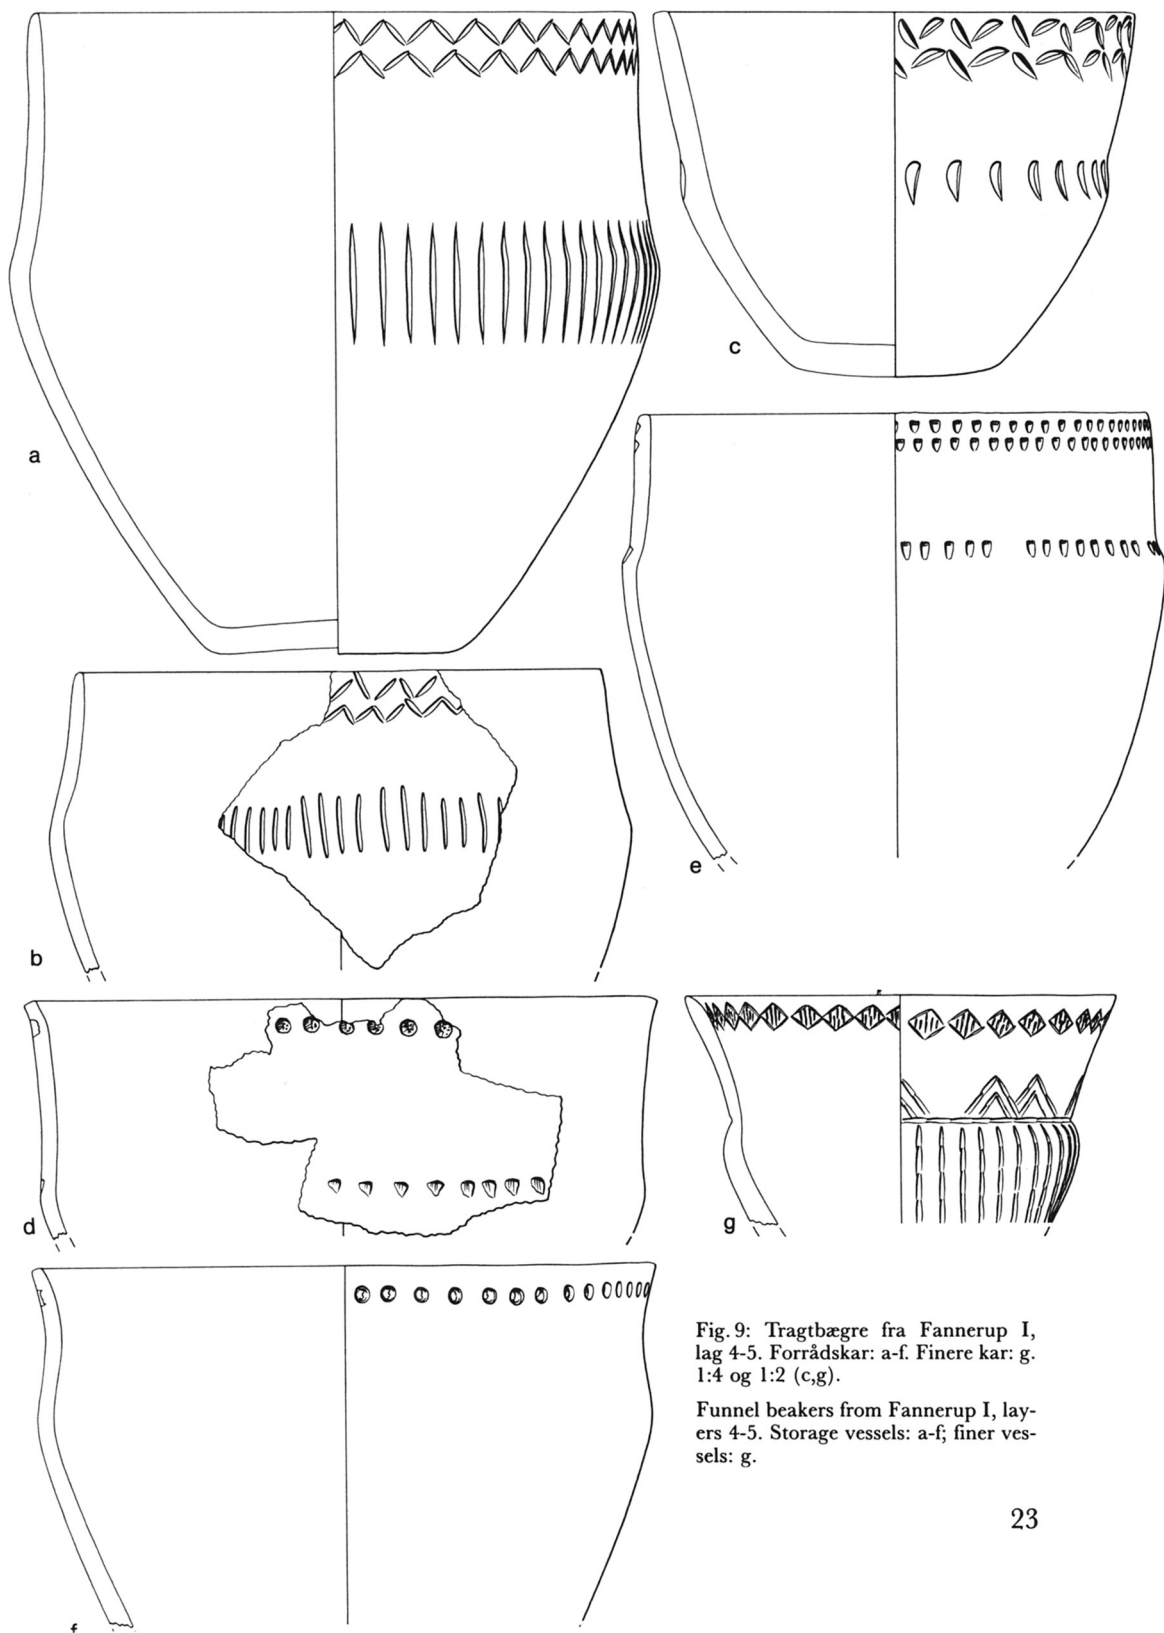 a
c
e
b
d
g
f
Fig. 9: Tragtbægre fra Fannerup I,
lag 4-5. Forrådskar: a-f. Finere kar: g.
1:4 og 1:2 (c,g).
Funnel beakers from Fannerup I, lay-
ers 4-5. Storage vessels: a-f; finer ves-
sels: g.
23